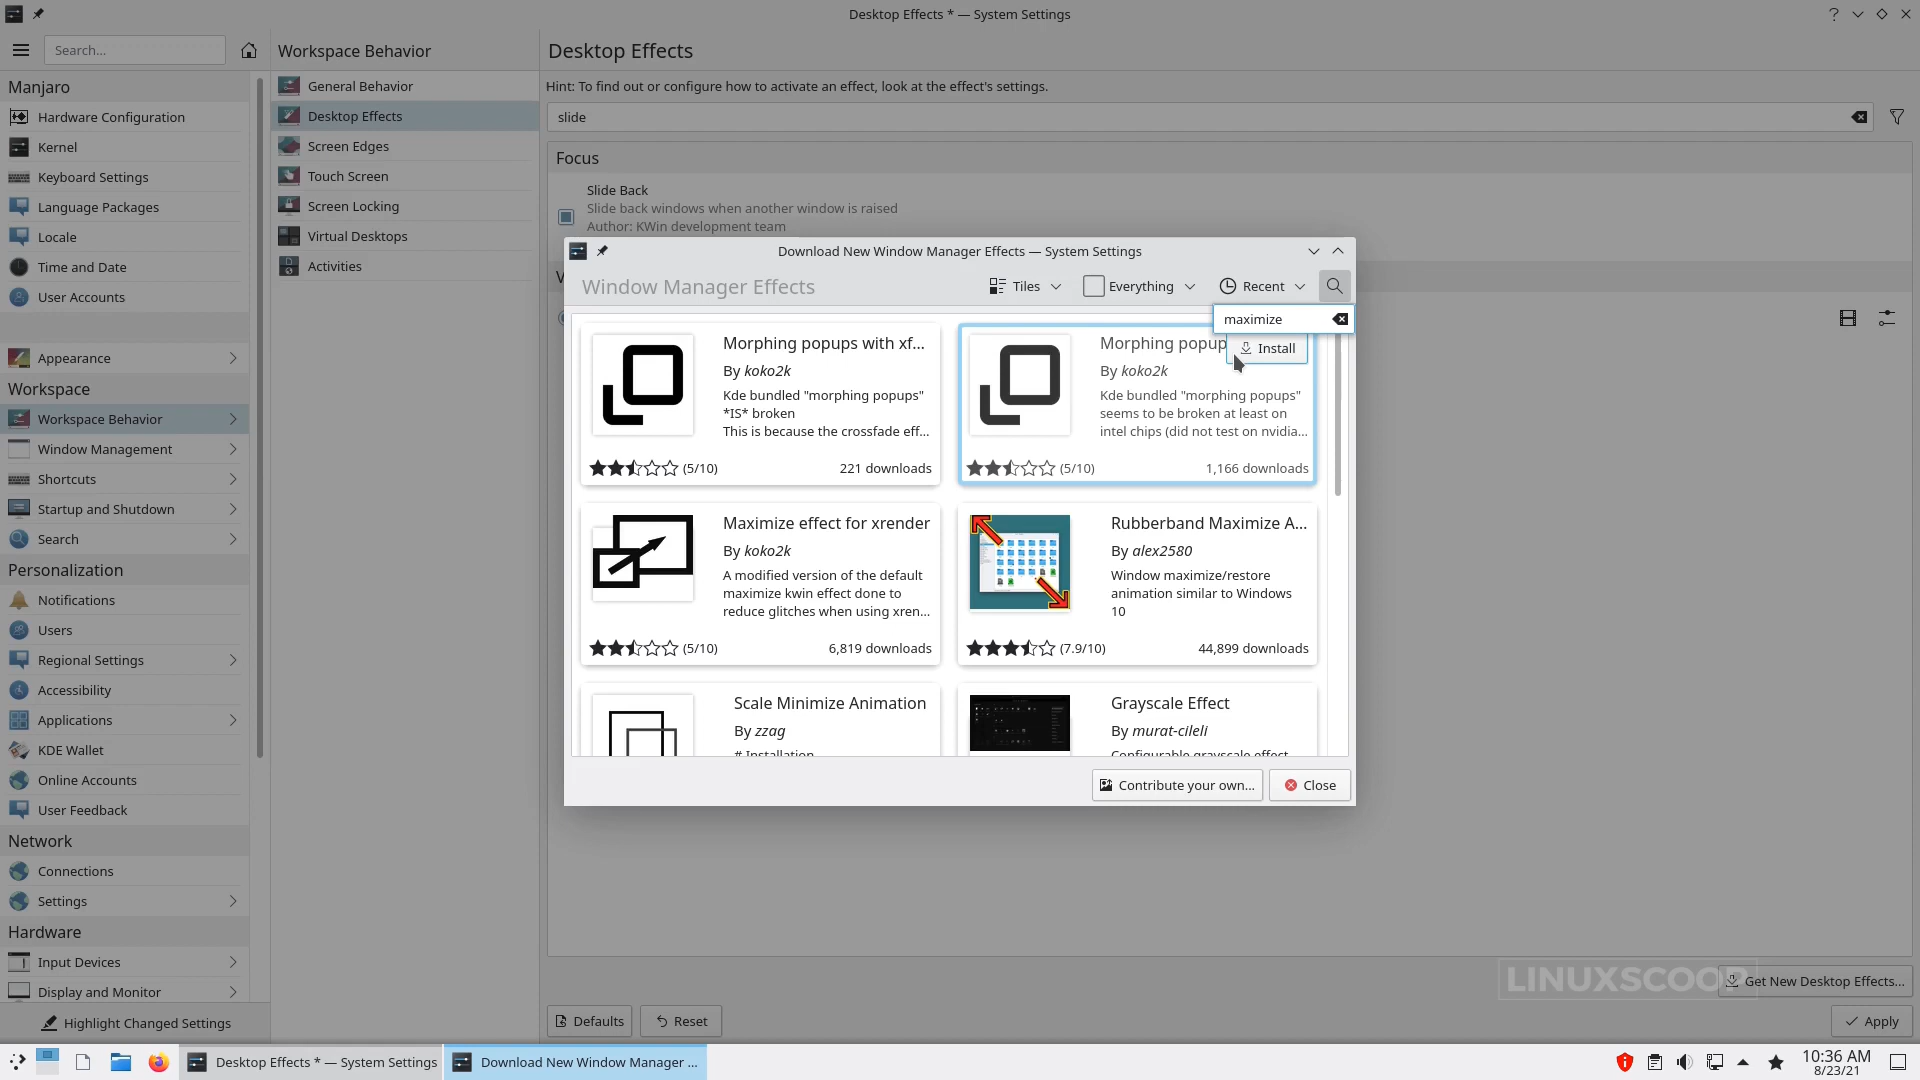 Desktop Effects * — System Settings
Search...
Workspace Behavior
Desktop Effects
Manjaro
Hardware Configuration
Kernel
Keyboard Settings
Language Packages
Locale
Time and Date
User Accounts
Appearance
Workspace
Workspace Behavior
Window Management
Shortcuts
Startup and Shutdown
Search
Personalization
Notifications
Users
Regional Settings
Accessibility
Applications
KDE Wallet
Online Accounts
User Feedback
Network
Connections
Settings
Hardware
Input Devices
Display and Monitor
Highlight Changed Settings
General Behavior
Desktop Effects
Screen Edges
Touch Screen
Screen Locking
Virtual Desktops
Activities
Hint: To find out or configure how to activate an effect, look at the effect's settings.
slide
Focus
Slide Back
Slide back windows when another window is raised
Author: KWin development team
Download New Window Manager Effects — System Settings
Window Manager Effects
Tiles
Everything
Recent
maximize
Install
Morphing popups with xf...
By koko2k
Kde bundled "morphing popups"
*IS* broken
This is because the crossfade eff...
(5/10)
221 downloads
Morphing popup
By koko2k
Kde bundled "morphing popups"
seems to be broken at least on
intel chips (did not test on nvidia...
(5/10)
1,166 downloads
Maximize effect for xrender
By koko2k
A modified version of the default
maximize kwin effect done to
reduce glitches when using xren...
(5/10)
6,819 downloads
Rubberband Maximize A...
By alex2580
Window maximize/restore
animation similar to Windows
10
(7.9/10)
44,899 downloads
Scale Minimize Animation
By zzag
# Installation
Grayscale Effect
By murat-cileli
Configurable grayscale effect
Contribute your own...
Close
LINUXSCOOP
Get New Desktop Effects...
Defaults
Reset
Apply
Desktop Effects * — System Settings
Download New Window Manager ...
10:36 AM
8/23/21